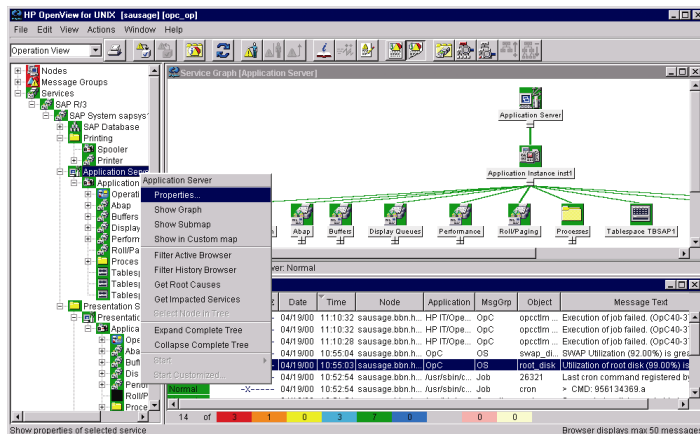 HP OpenView for UNIX [sausage] [opc_op]
File Edit View Actions Window Help
Operation View
Nodes
Message Groups
Services
SAP R/3
SAP System sapsys
SAP Database
Printing
Spooler
Printer
Application Serv
Application
Operati
Abap
Buffers
Display
Perform
Roll/Pa
Proces
Tablesp
Tablesp
Tablesp
Presentation S
Presentatio
Applica
Ope
Aba
Buff
Dis
Perfo
Roll/P
Proce
Application Server
Properties...
Show Graph
Show Submap
Show in Custom map
Filter Active Browser
Filter History Browser
Get Root Causes
Get Impacted Services
Select Node in Tree
Expand Complete Tree
Collapse Complete Tree
Start
Start Customized...
Service Graph [Application Server]
Application Server
Application Instance inst1
Abap Buffers Display Queues Performance Roll/Paging Processes Tablespace TBSAP1
ver: Normal
Date Time Node Application MsgGrp Object Message Text
04/19/00 11:10:32 sausage.bbn.h... HP IT/Ope... OpC opcctlm ... Execution of job failed. (OpC40-3
04/19/00 11:10:32 sausage.bbn.h... HP IT/Ope... OpC opcctlm ... Execution of job failed. (OpC40-3
04/19/00 11:10:28 sausage.bbn.h... HP IT/Ope... OpC opcctlm ... Execution of job failed. (OpC40-3
04/19/00 10:55:04 sausage.bbn.h... OpC OS swap_di... SWAP Utilization (92.00%) is grea
04/19/00 10:55:03 sausage.bbn.h... OpC OS root_disk Utilization of root disk (99.00%) is
04/19/00 10:52:54 sausage.bbn.h... /usr/sbin/c... Job 26321 Last cron command registered by
Normal -X----- 04/19/00 10:52:54 sausage.bbn.h... /usr/sbin/c... Job cron > CMD: 956134369.a
14 of 3 1 0 3 7 0 0 0
Show properties of selected service Browser displays max 50 messages